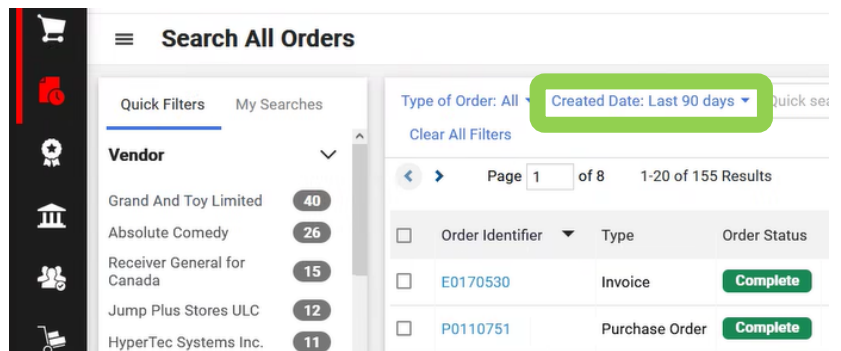 Search All Orders
Quick Filters My Searches
Vendor
Grand And Toy Limited 40
Absolute Comedy 26
Receiver General for
Canada 15
Jump Plus Stores ULC 12
HyperTec Systems Inc. 11
Type of Order: All Created Date: Last 90 days Quick
Clear All Filters
Page 1 of 8 1-20 of 155 Results
Order Identifier Type Order Status
E0170530 Invoice Complete
P0110751 Purchase Order Complete